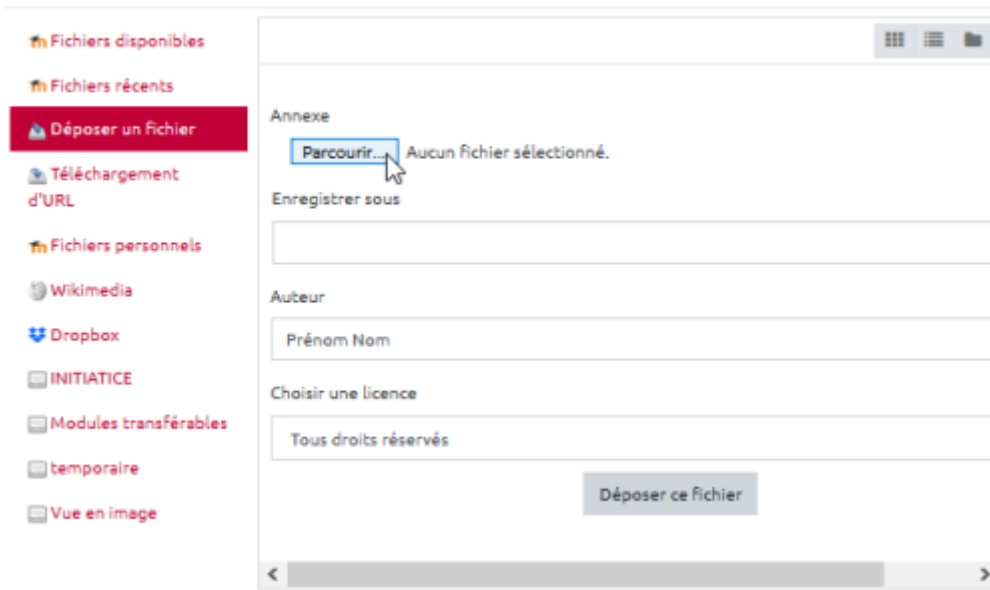 Fichiers disponibles
Fichiers récents
Déposer un fichier
Téléchargement
d'URL
Fichiers personnels
Wikimedia
Dropbox
INITIATICE
Modules transférables
temporaire
Vue en image
Annexe
Parcourir... Aucun fichier sélectionné.
Enregistrer sous
Auteur
Prénom Nom
Choisir une licence
Tous droits réservés
Déposer ce fichier